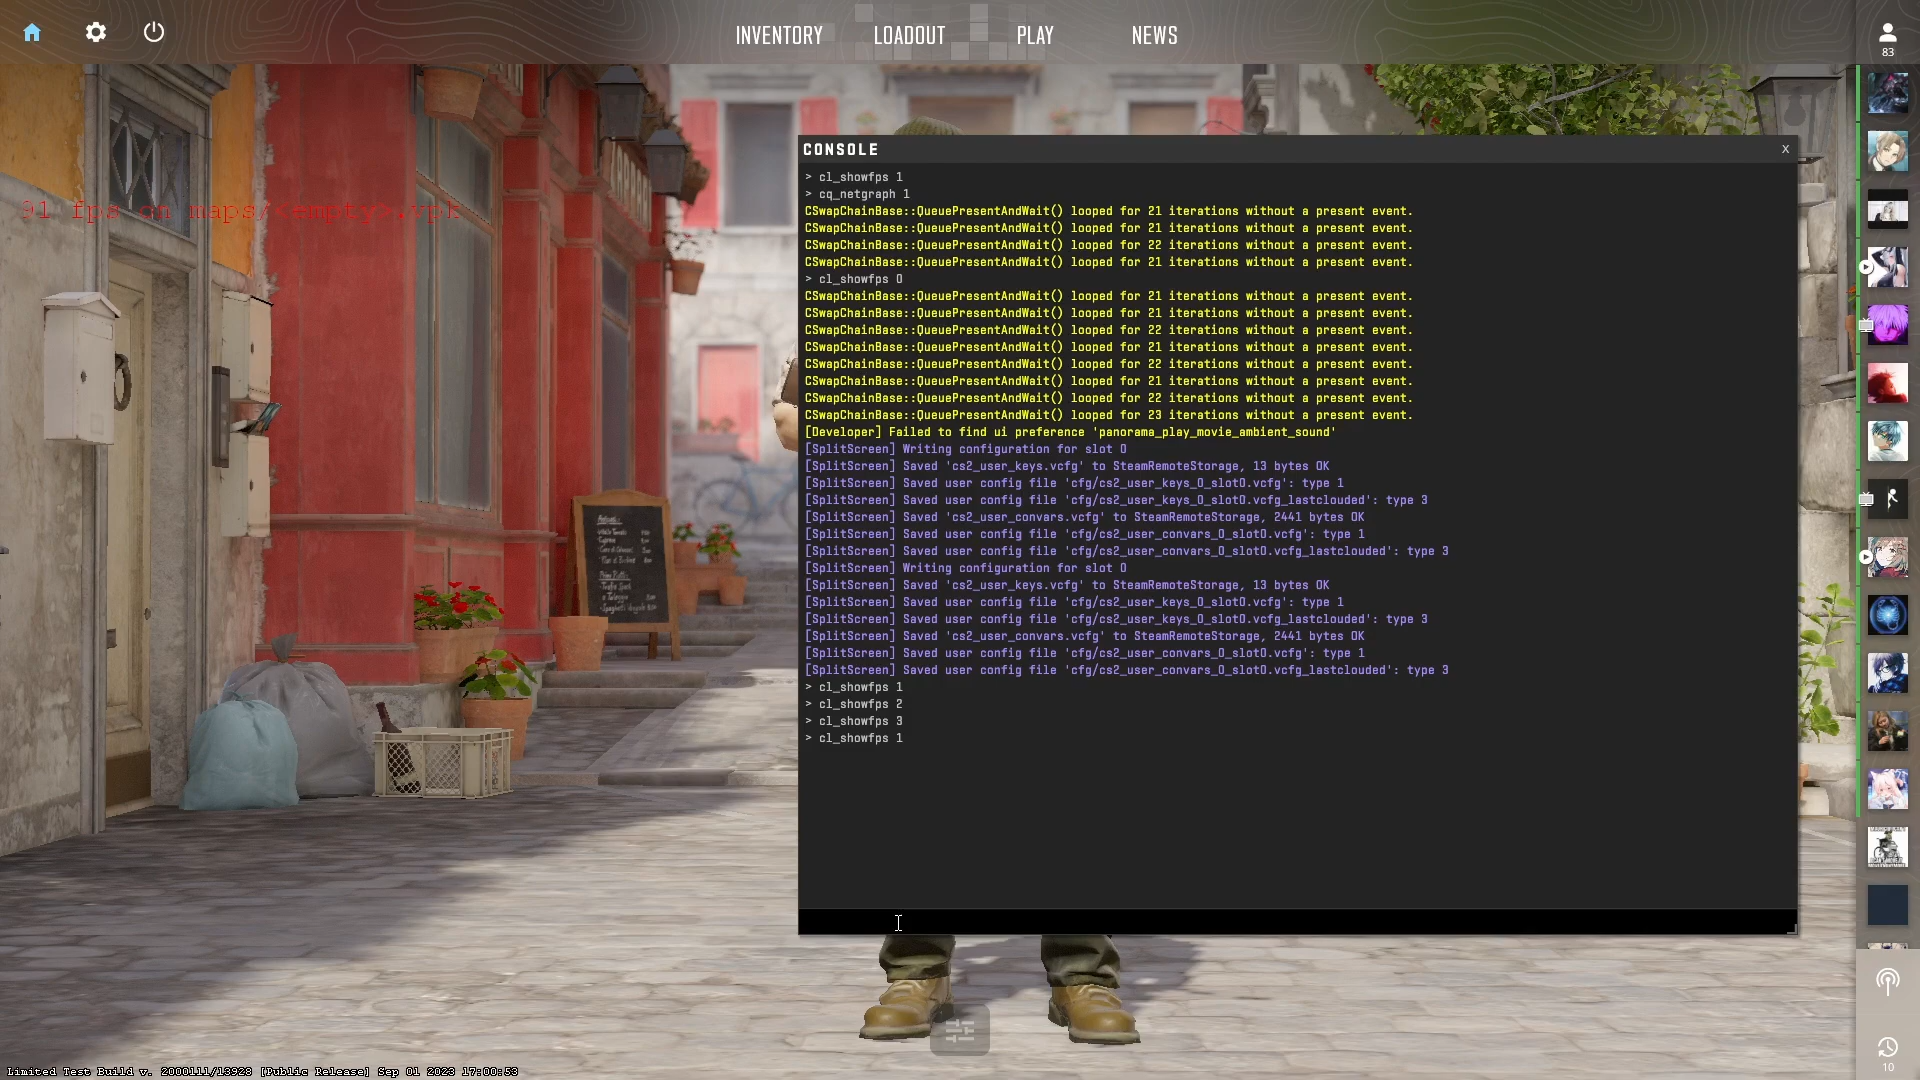 INVENTORY LOADOUT PLAY NEWS
83
91 fps on maps/<empty>.vpk
CONSOLE
X
> cl_showfps 1
> cq_netgraph 1
CSwapChainBase::QueuePresentAndWait() looped for 21 iterations without a present event.
CSwapChainBase::QueuePresentAndWait() looped for 21 iterations without a present event.
CSwapChainBase::QueuePresentAndWait() looped for 22 iterations without a present event.
CSwapChainBase::QueuePresentAndWait() looped for 21 iterations without a present event.
> cl_showfps 0
CSwapChainBase::QueuePresentAndWait() looped for 21 iterations without a present event.
CSwapChainBase::QueuePresentAndWait() looped for 21 iterations without a present event.
CSwapChainBase::QueuePresentAndWait() looped for 22 iterations without a present event.
CSwapChainBase::QueuePresentAndWait() looped for 21 iterations without a present event.
CSwapChainBase::QueuePresentAndWait() looped for 22 iterations without a present event.
CSwapChainBase::QueuePresentAndWait() looped for 21 iterations without a present event.
CSwapChainBase::QueuePresentAndWait() looped for 22 iterations without a present event.
CSwapChainBase::QueuePresentAndWait() looped for 23 iterations without a present event.
[Developer] Failed to find ui preference 'panorama_play_movie_ambient_sound'
[SplitScreen] Writing configuration for slot 0
[SplitScreen] Saved 'cs2_user_keys.vcfg' to SteamRemoteStorage, 13 bytes OK
[SplitScreen] Saved user config file 'cfg/cs2_user_keys_0_slot0.vcfg': type 1
[SplitScreen] Saved user config file 'cfg/cs2_user_keys_0_slot0.vcfg_lastclouded': type 3
[SplitScreen] Saved 'cs2_user_convars.vcfg' to SteamRemoteStorage, 2441 bytes OK
[SplitScreen] Saved user config file 'cfg/cs2_user_convars_0_slot0.vcfg': type 1
[SplitScreen] Saved user config file 'cfg/cs2_user_convars_0_slot0.vcfg_lastclouded': type 3
[SplitScreen] Writing configuration for slot 0
[SplitScreen] Saved 'cs2_user_keys.vcfg' to SteamRemoteStorage, 13 bytes OK
[SplitScreen] Saved user config file 'cfg/cs2_user_keys_0_slot0.vcfg': type 1
[SplitScreen] Saved user config file 'cfg/cs2_user_keys_0_slot0.vcfg_lastclouded': type 3
[SplitScreen] Saved 'cs2_user_convars.vcfg' to SteamRemoteStorage, 2441 bytes OK
[SplitScreen] Saved user config file 'cfg/cs2_user_convars_0_slot0.vcfg': type 1
[SplitScreen] Saved user config file 'cfg/cs2_user_convars_0_slot0.vcfg_lastclouded': type 3
> cl_showfps 1
> cl_showfps 2
> cl_showfps 3
> cl_showfps 1
10
Limited Test Build v. 2000111/13928 [Public Release] Sep 01 2023 17:00:53